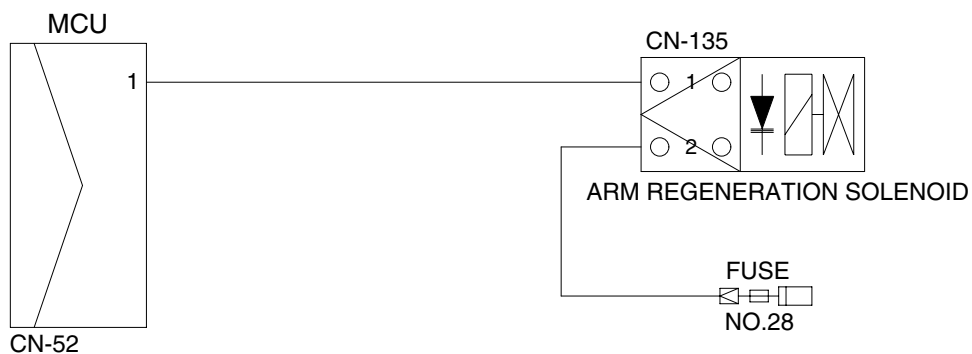 MCU
CN-135
1
1
2
ARM REGENERATION SOLENOID
FUSE
NO.28
CN-52